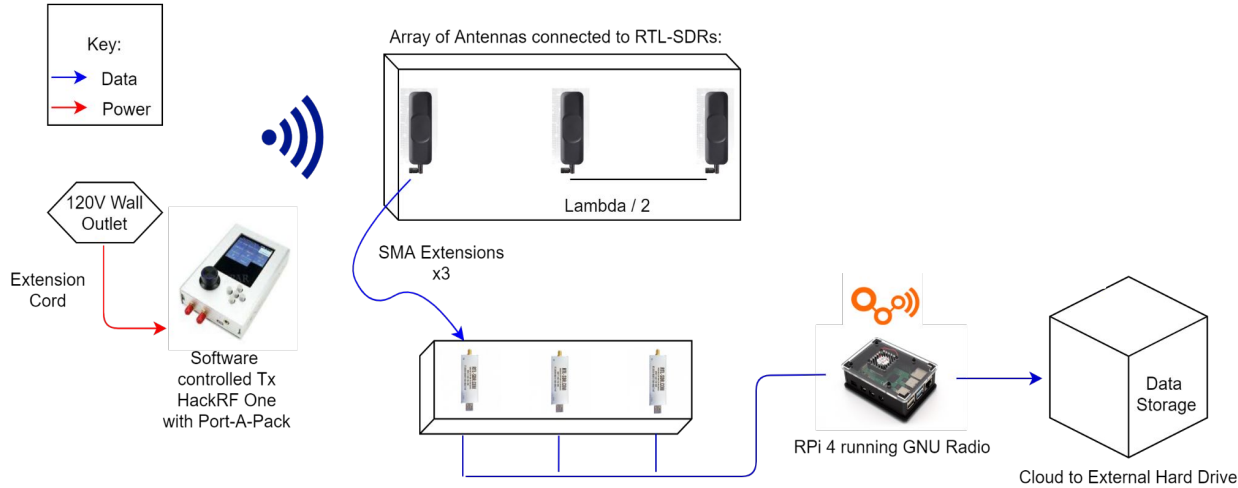 Key:
Data
Power
Array of Antennas connected to RTL-SDRs:
Lambda / 2
120V Wall
Outlet
Extension
Cord
Software
controlled Tx
HackRF One
with Port-A-Pack
SMA Extensions
x3
RPi 4 running GNU Radio
Data
Storage
Cloud to External Hard Drive